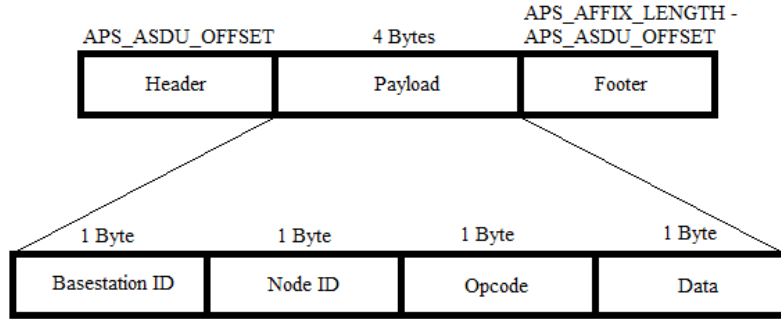 APS_AFFIX_LENGTH -
APS_ASDU_OFFSET 4 Bytes APS_ASDU_OFFSET
Header Payload Footer
1 Byte 1 Byte 1 Byte 1 Byte
Basestation ID Node ID Opcode Data